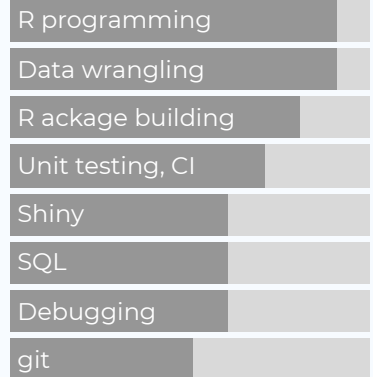 R programming
Data wrangling
R ackage building
Unit testing, CI
Shiny
SQL
Debugging
git